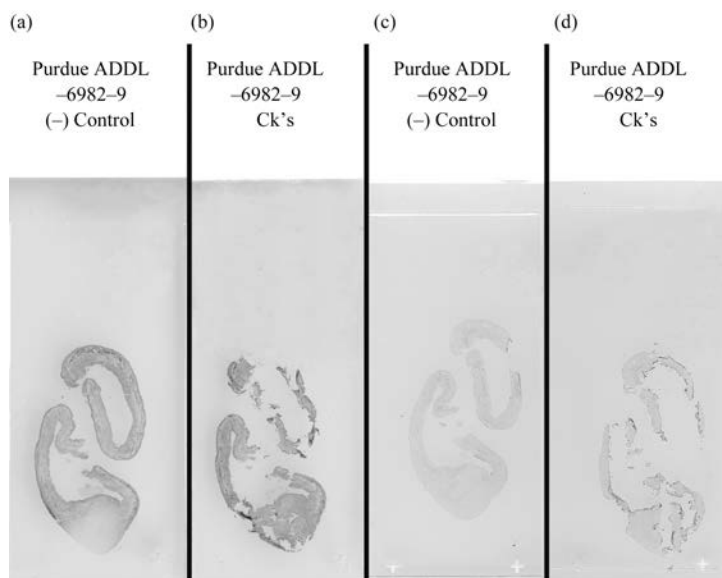 (a)
Purdue ADDL
–6982–9
(–) Control
(b)
Purdue ADDL
–6982–9
Ck’s
(c)
Purdue ADDL
–6982–9
(–) Control
(d)
Purdue ADDL
–6982–9
Ck’s